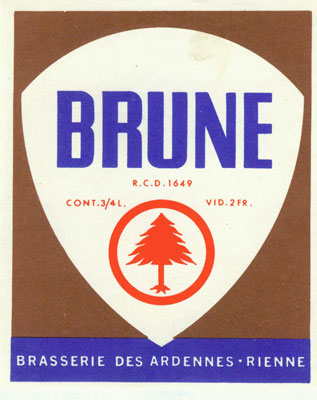 BRUNE
R.C.D.1649
CONT.3/4L. VID.2FR.
BRASSERIE DES ARDENNES·RIENNE